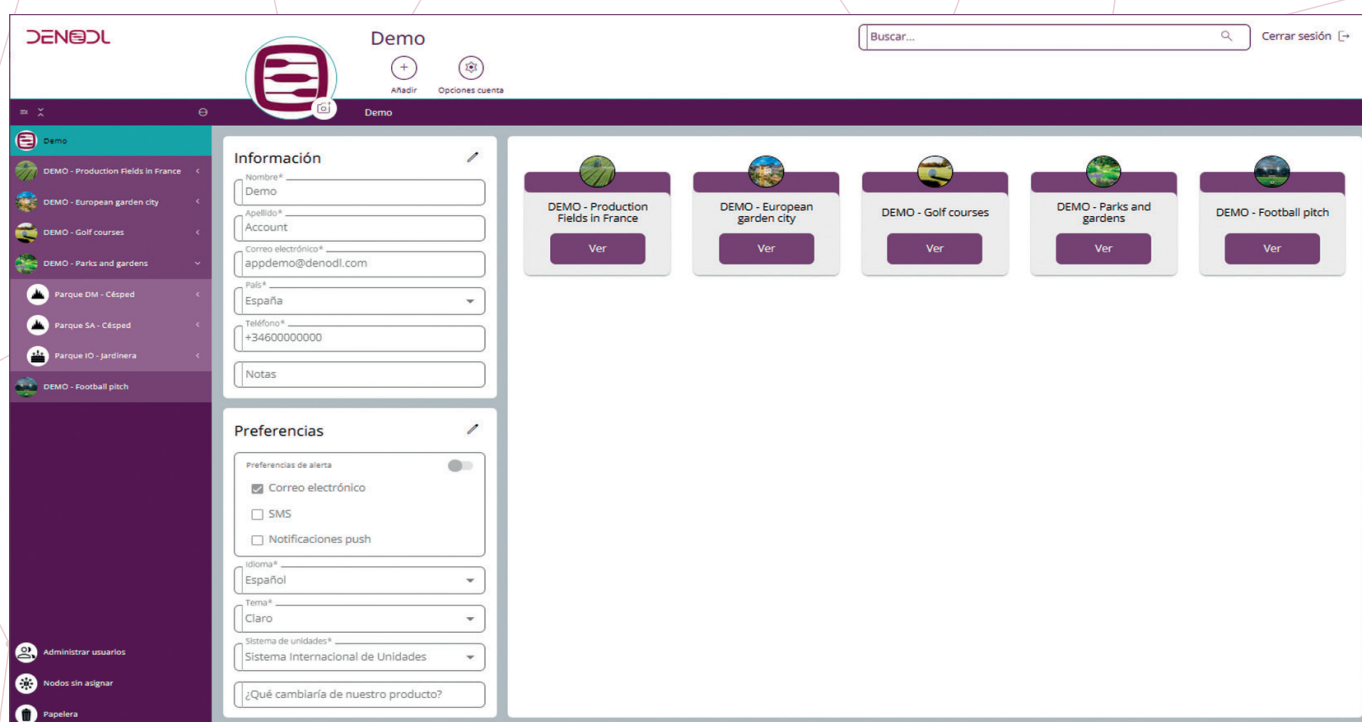 DENODL
Demo
Añadir
Opciones cuenta
Buscar...
Cerrar sesión
Demo
Demo
DEMO - Production Fields in France
DEMO - European garden city
DEMO - Golf courses
DEMO - Parks and gardens
Parque DM - Césped
Parque SA - Césped
Parque IO - Jardinera
DEMO - Football pitch
Administrar usuarios
Nodos sin asignar
Papelera
Información
Nombre*
Demo
Apellido*
Account
Correo electrónico*
appdemo@denodl.com
País*
España
Teléfono*
+34600000000
Notas
Preferencias
Preferencias de alerta
Correo electrónico
SMS
Notificaciones push
Idioma*
Español
Tema*
Claro
Sistema de unidades*
Sistema Internacional de Unidades
¿Qué cambiaría de nuestro producto?
DEMO - Production
Fields in France
Ver
DEMO - European
garden city
Ver
DEMO - Golf courses
Ver
DEMO - Parks and
gardens
Ver
DEMO - Football pitch
Ver